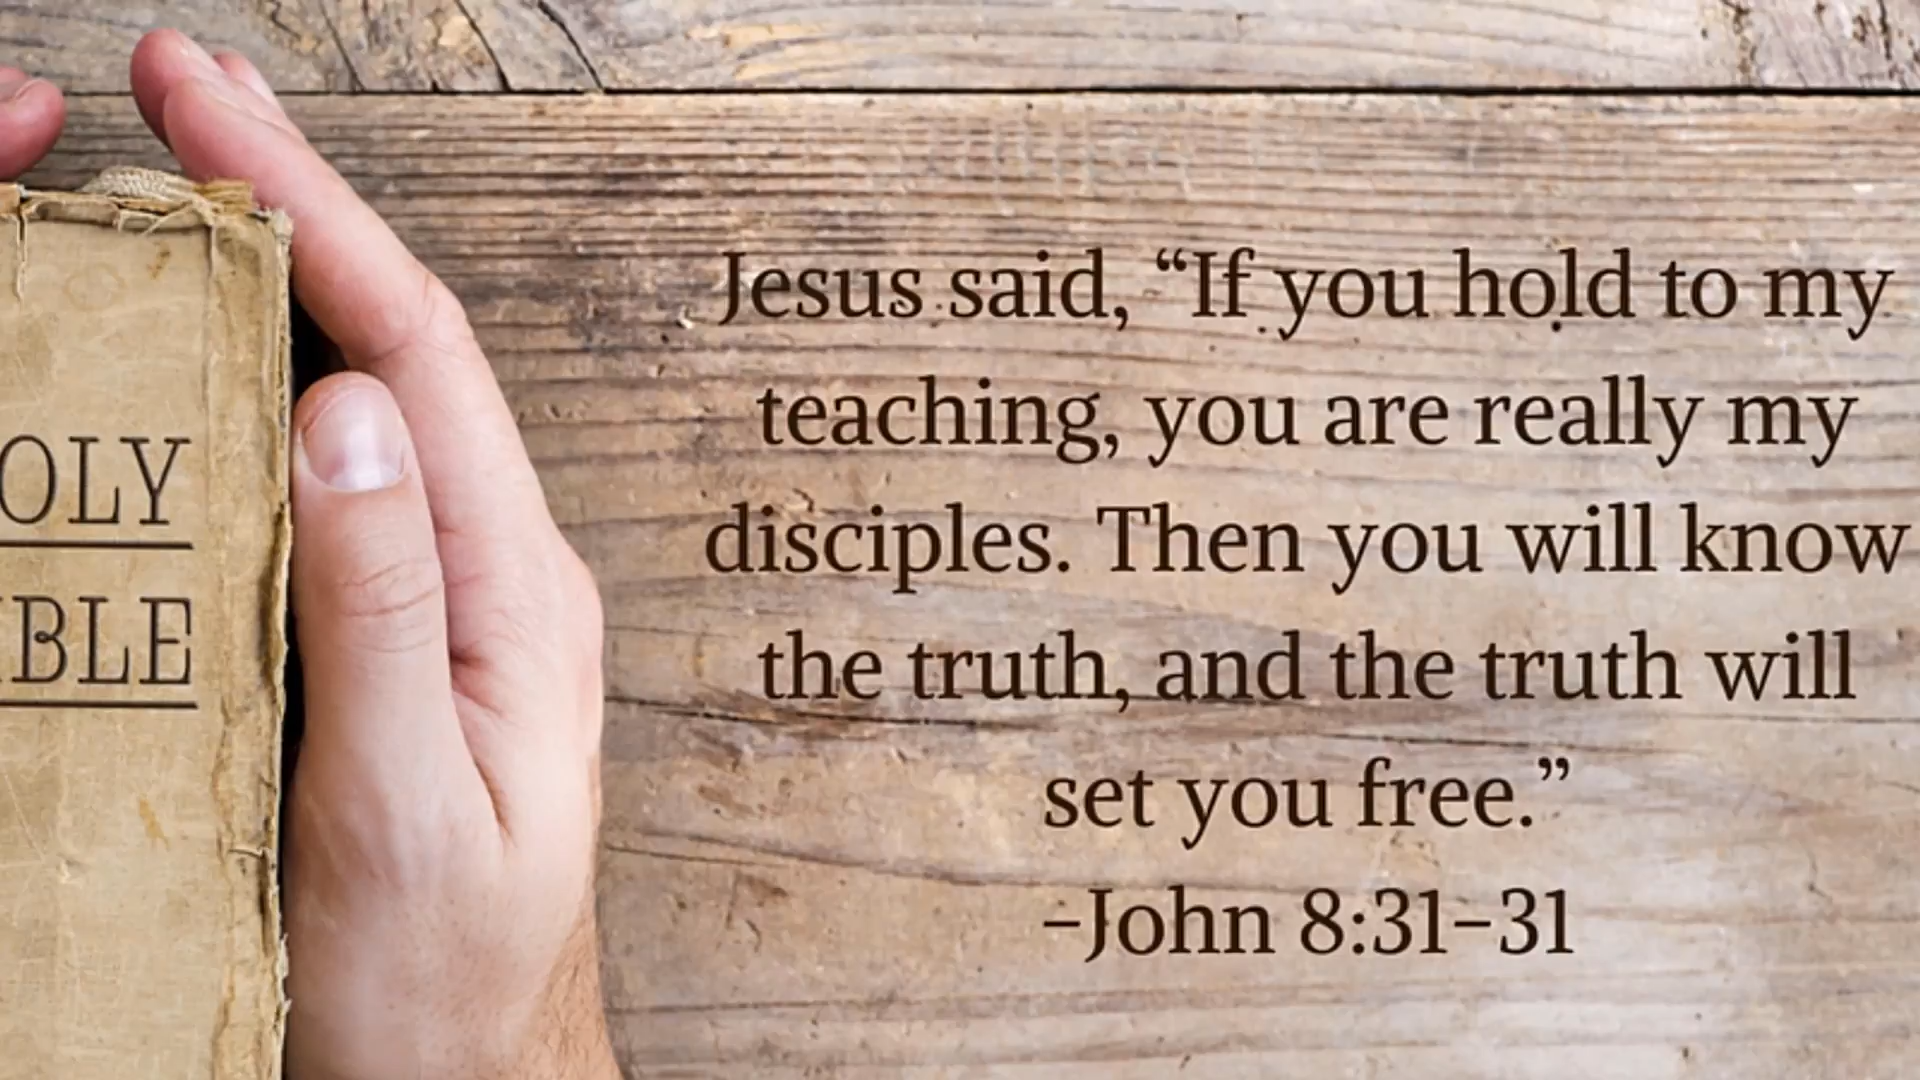 OLY
IBLE
Jesus said, “If you hold to my
teaching, you are really my
disciples. Then you will know
the truth, and the truth will
set you free.”
–John 8:31–31